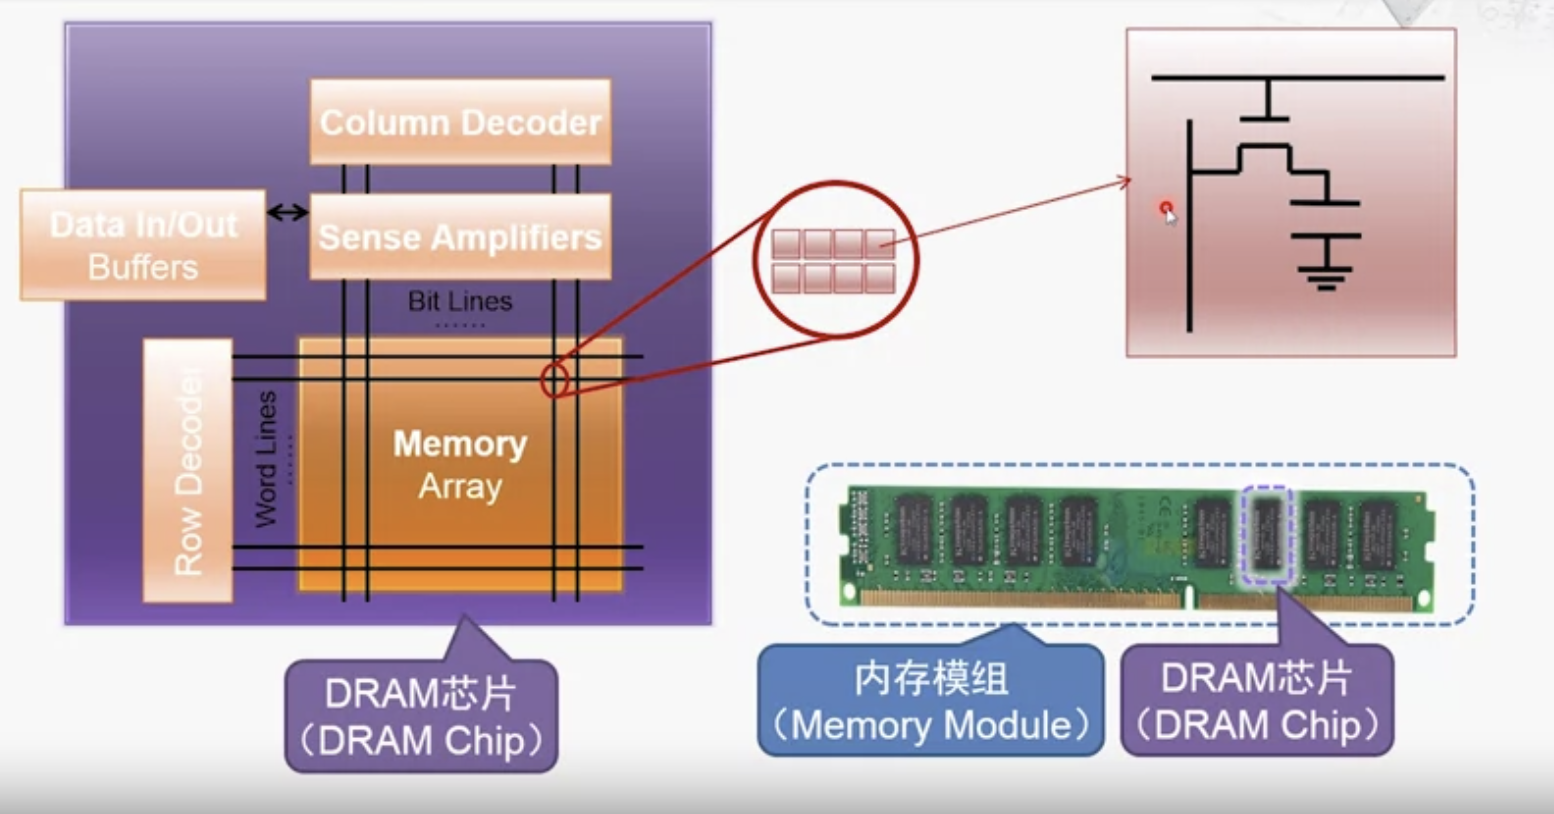 Column Decoder
Data In/Out
Buffers
Sense Amplifiers
Bit Lines
......
Row Decoder
Word Lines
......
Memory
Array
DRAM芯片
（DRAM Chip）
内存模组
（Memory Module）
DRAM芯片
（DRAM Chip）